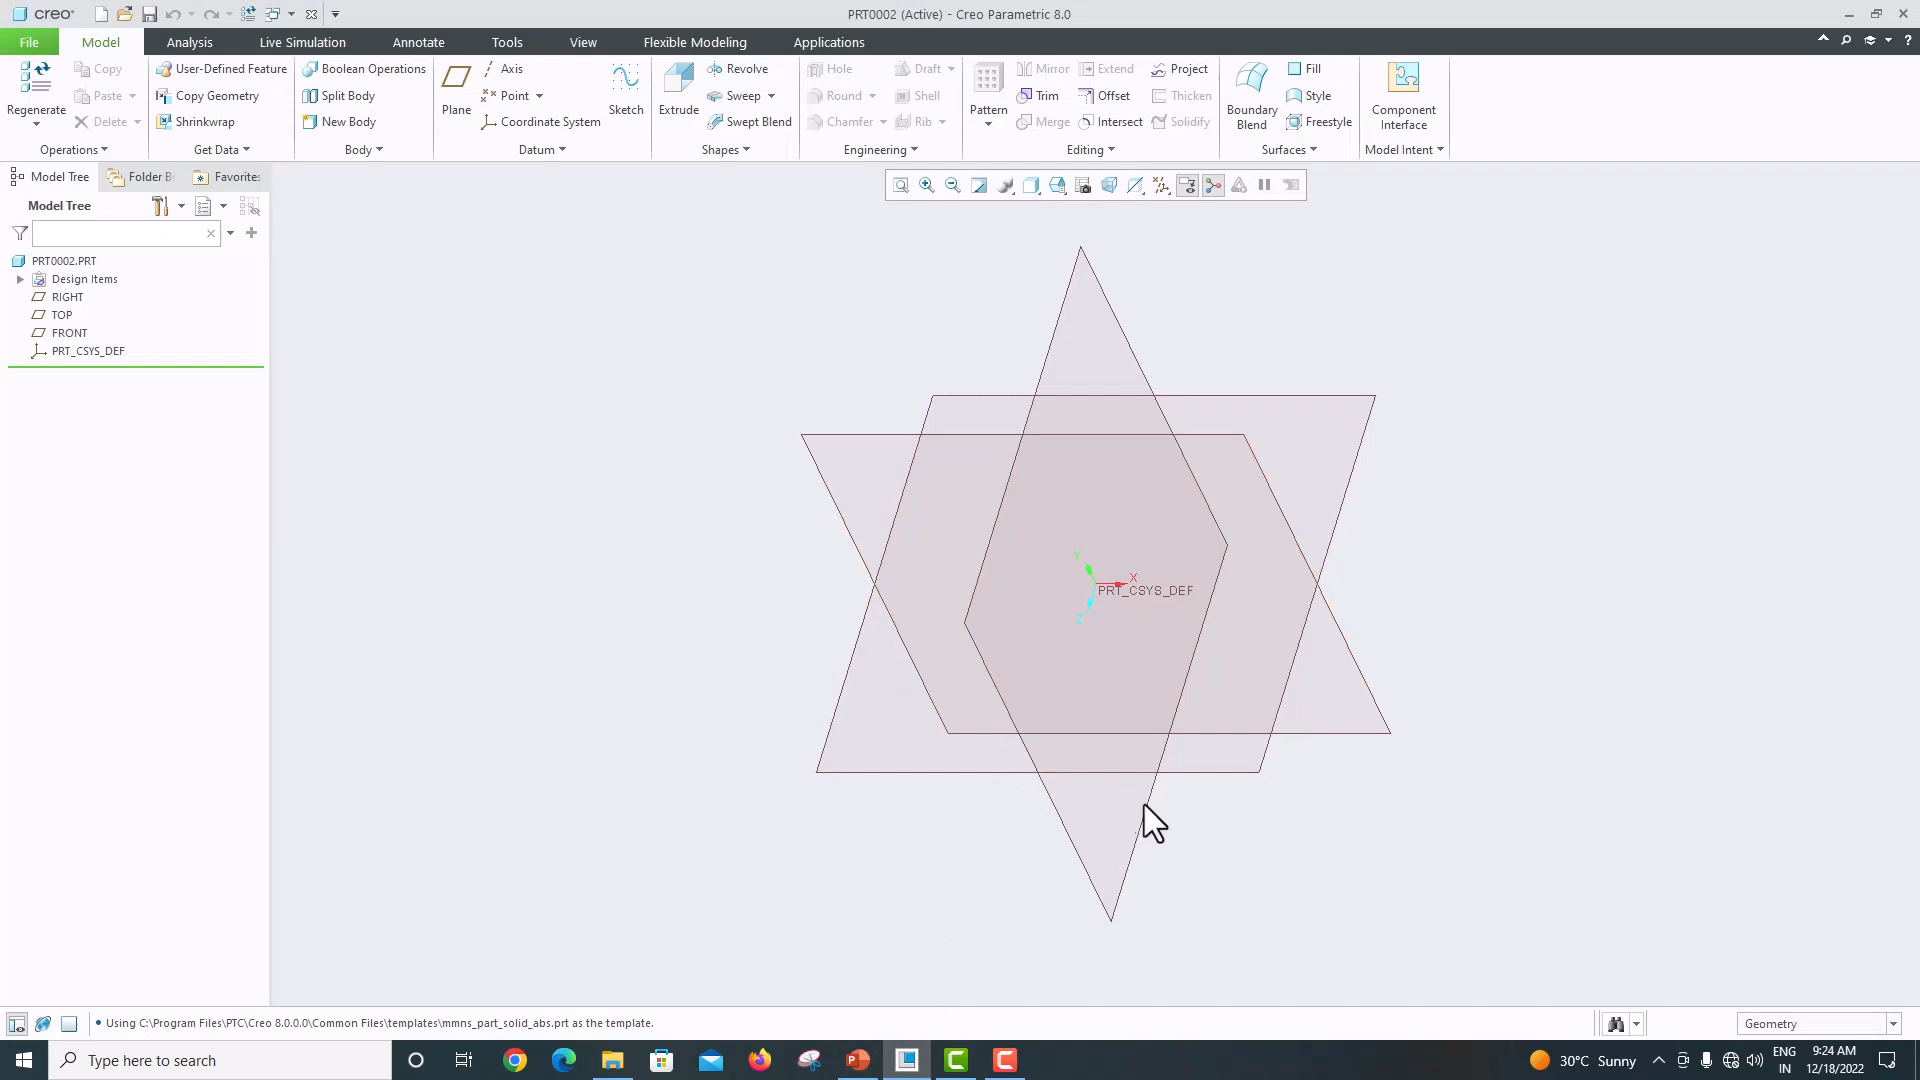 creo
PRT0002 (Active) - Creo Parametric 8.0
File Model Analysis Live Simulation Annotate Tools View Flexible Modeling Applications
Regenerate
Copy
Paste
Delete
Operations
User-Defined Feature
Copy Geometry
Shrinkwrap
Get Data
Boolean Operations
Split Body
New Body
Body
Plane
Axis
Point
Coordinate System
Sketch
Datum
Extrude
Revolve
Sweep
Swept Blend
Shapes
Hole
Round
Chamfer
Draft
Shell
Rib
Engineering
Pattern
Mirror
Trim
Merge
Extend
Offset
Intersect
Project
Thicken
Solidify
Editing
Boundary
Blend
Fill
Style
Freestyle
Surfaces
Component
Interface
Model Intent
Model Tree
Folder B
Favorites
Model Tree
PRT0002.PRT
Design Items
RIGHT
TOP
FRONT
PRT_CSYS_DEF
Y
X
PRT_CSYS_DEF
Z
• Using C:\Program Files\PTC\Creo 8.0.0.0\Common Files\templates\mmns_part_solid_abs.prt as the template.
Geometry
Type here to search
30°C Sunny
ENG
IN
9:24 AM
12/18/2022